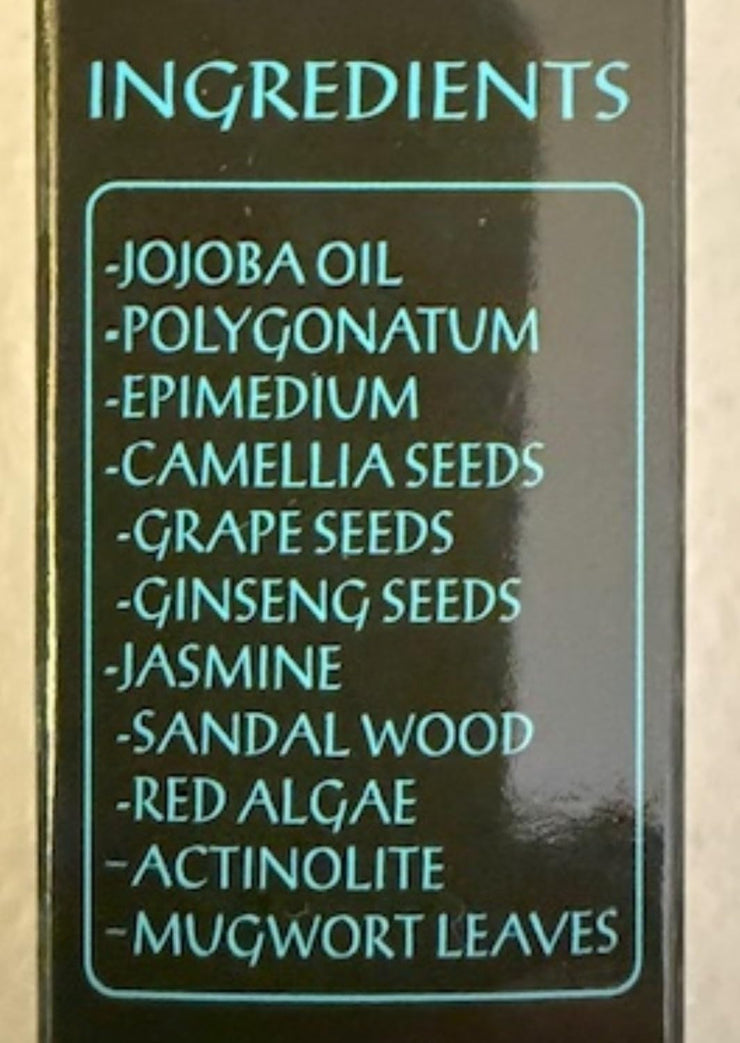 INGREDIENTS
-JOJOBA OIL
-POLYGONATUM
-EPIMEDIUM
-CAMELLIA SEEDS
-GRAPE SEEDS
-GINSENG SEEDS
-JASMINE
-SANDAL WOOD
-RED ALGAE
-ACTINOLITE
-MUGWORT LEAVES